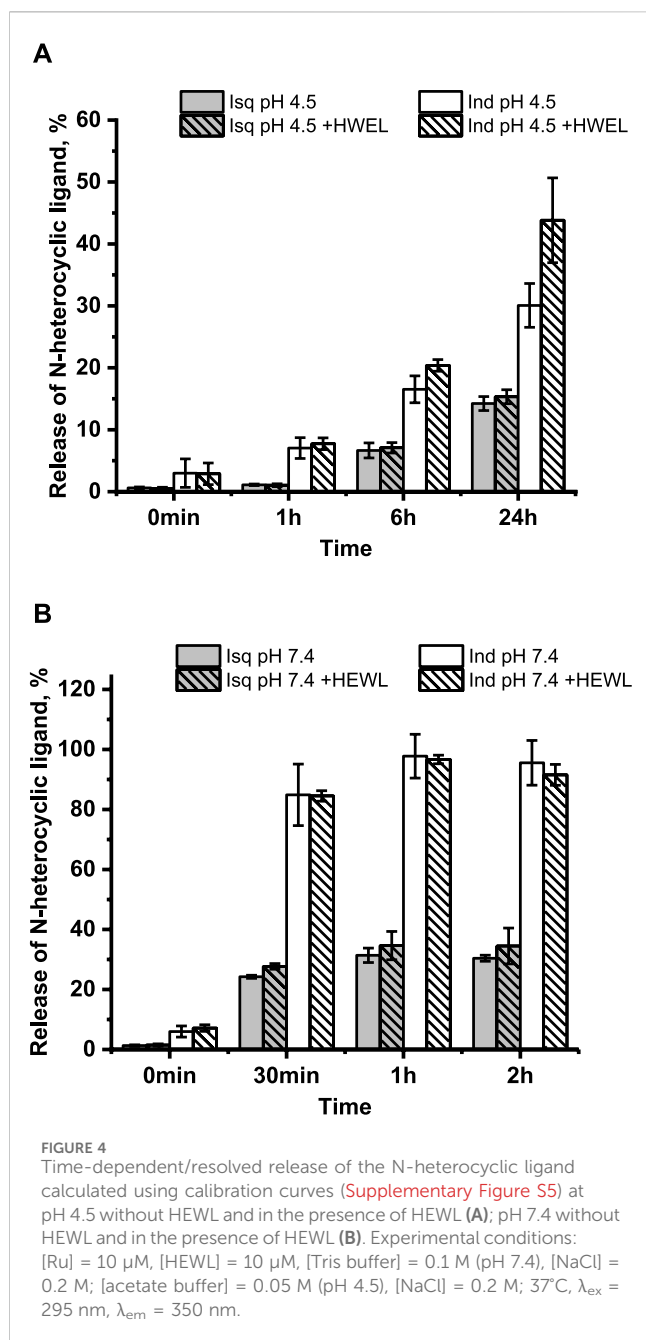 A
Isq pH 4.5
Ind pH 4.5
Isq pH 4.5 +HWEL
Ind pH 4.5 +HWEL
Release of N-heterocyclic ligand, %
60
50
40
30
20
10
0
0min
1h
6h
24h
Time
B
Isq pH 7.4
Ind pH 7.4
Isq pH 7.4 +HEWL
Ind pH 7.4 +HEWL
Release of N-heterocyclic ligand, %
120
100
80
60
40
20
0
0min
30min
1h
2h
Time
FIGURE 4
Time-dependent/resolved release of the N-heterocyclic ligand
calculated using calibration curves (Supplementary Figure S5) at
pH 4.5 without HEWL and in the presence of HEWL (A); pH 7.4 without
HEWL and in the presence of HEWL (B). Experimental conditions:
[Ru] = 10 μM, [HEWL] = 10 μM, [Tris buffer] = 0.1 M (pH 7.4), [NaCl] =
0.2 M; [acetate buffer] = 0.05 M (pH 4.5), [NaCl] = 0.2 M; 37°C, λex =
295 nm, λem = 350 nm.